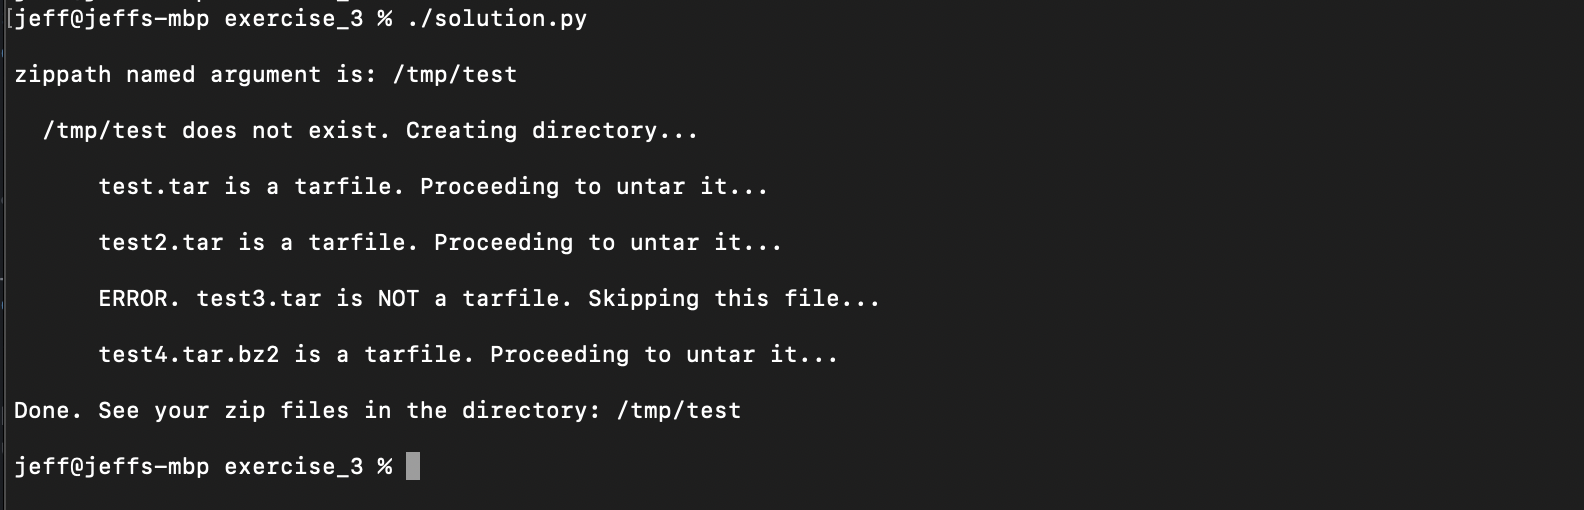 [jeff@jeffs-mbp exercise_3 % ./solution.py
zippath named argument is: /tmp/test
/tmp/test does not exist. Creating directory...
test.tar is a tarfile. Proceeding to untar it...
test2.tar is a tarfile. Proceeding to untar it...
ERROR. test3.tar is NOT a tarfile. Skipping this file...
test4.tar.bz2 is a tarfile. Proceeding to untar it...
Done. See your zip files in the directory: /tmp/test
jeff@jeffs-mbp exercise_3 %